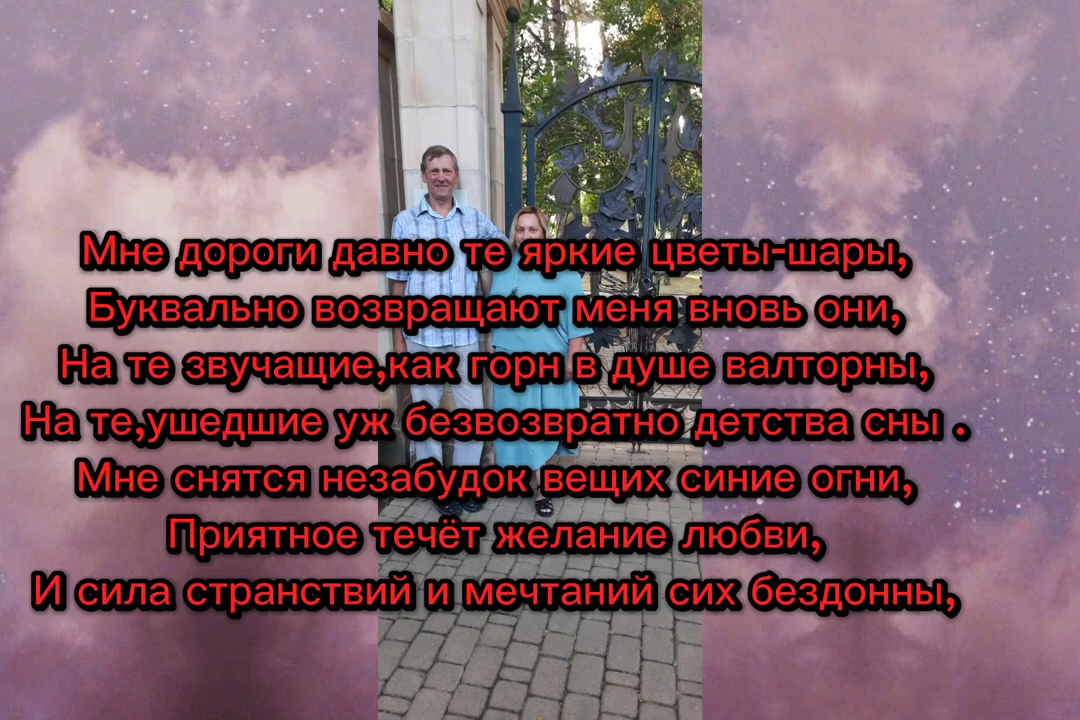 Мне дороги давно те яркие цветы-шары,
Буквально возвращают меня вновь они,
На те звучащие,как горн в душе валторны,
На те,ушедшие уж безвозвратно детства сны .
Мне снятся незабудок вещих синие огни,
Приятное течёт желание любви,
И сила странствий и мечтаний сих бездонны,